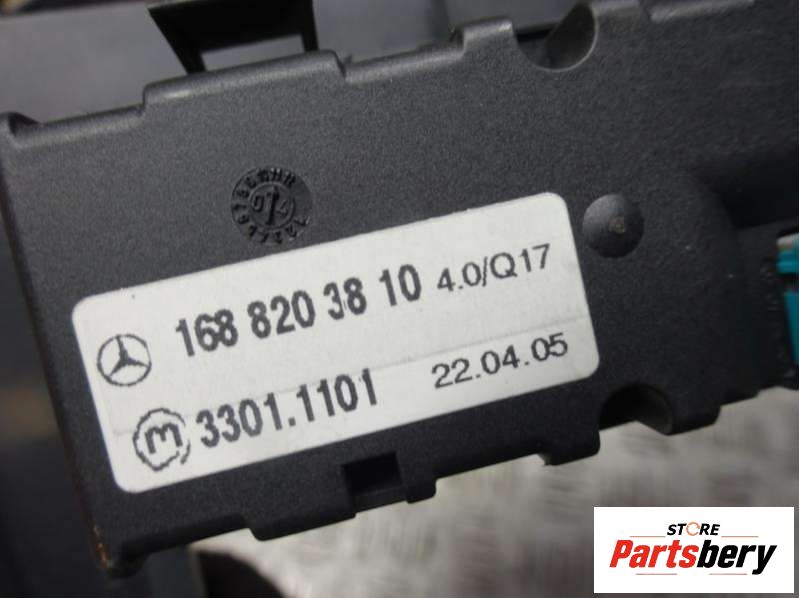 168 820 38 10 4.0/Q17
m 3301.1101 22.04.05
STORE
Partsbery